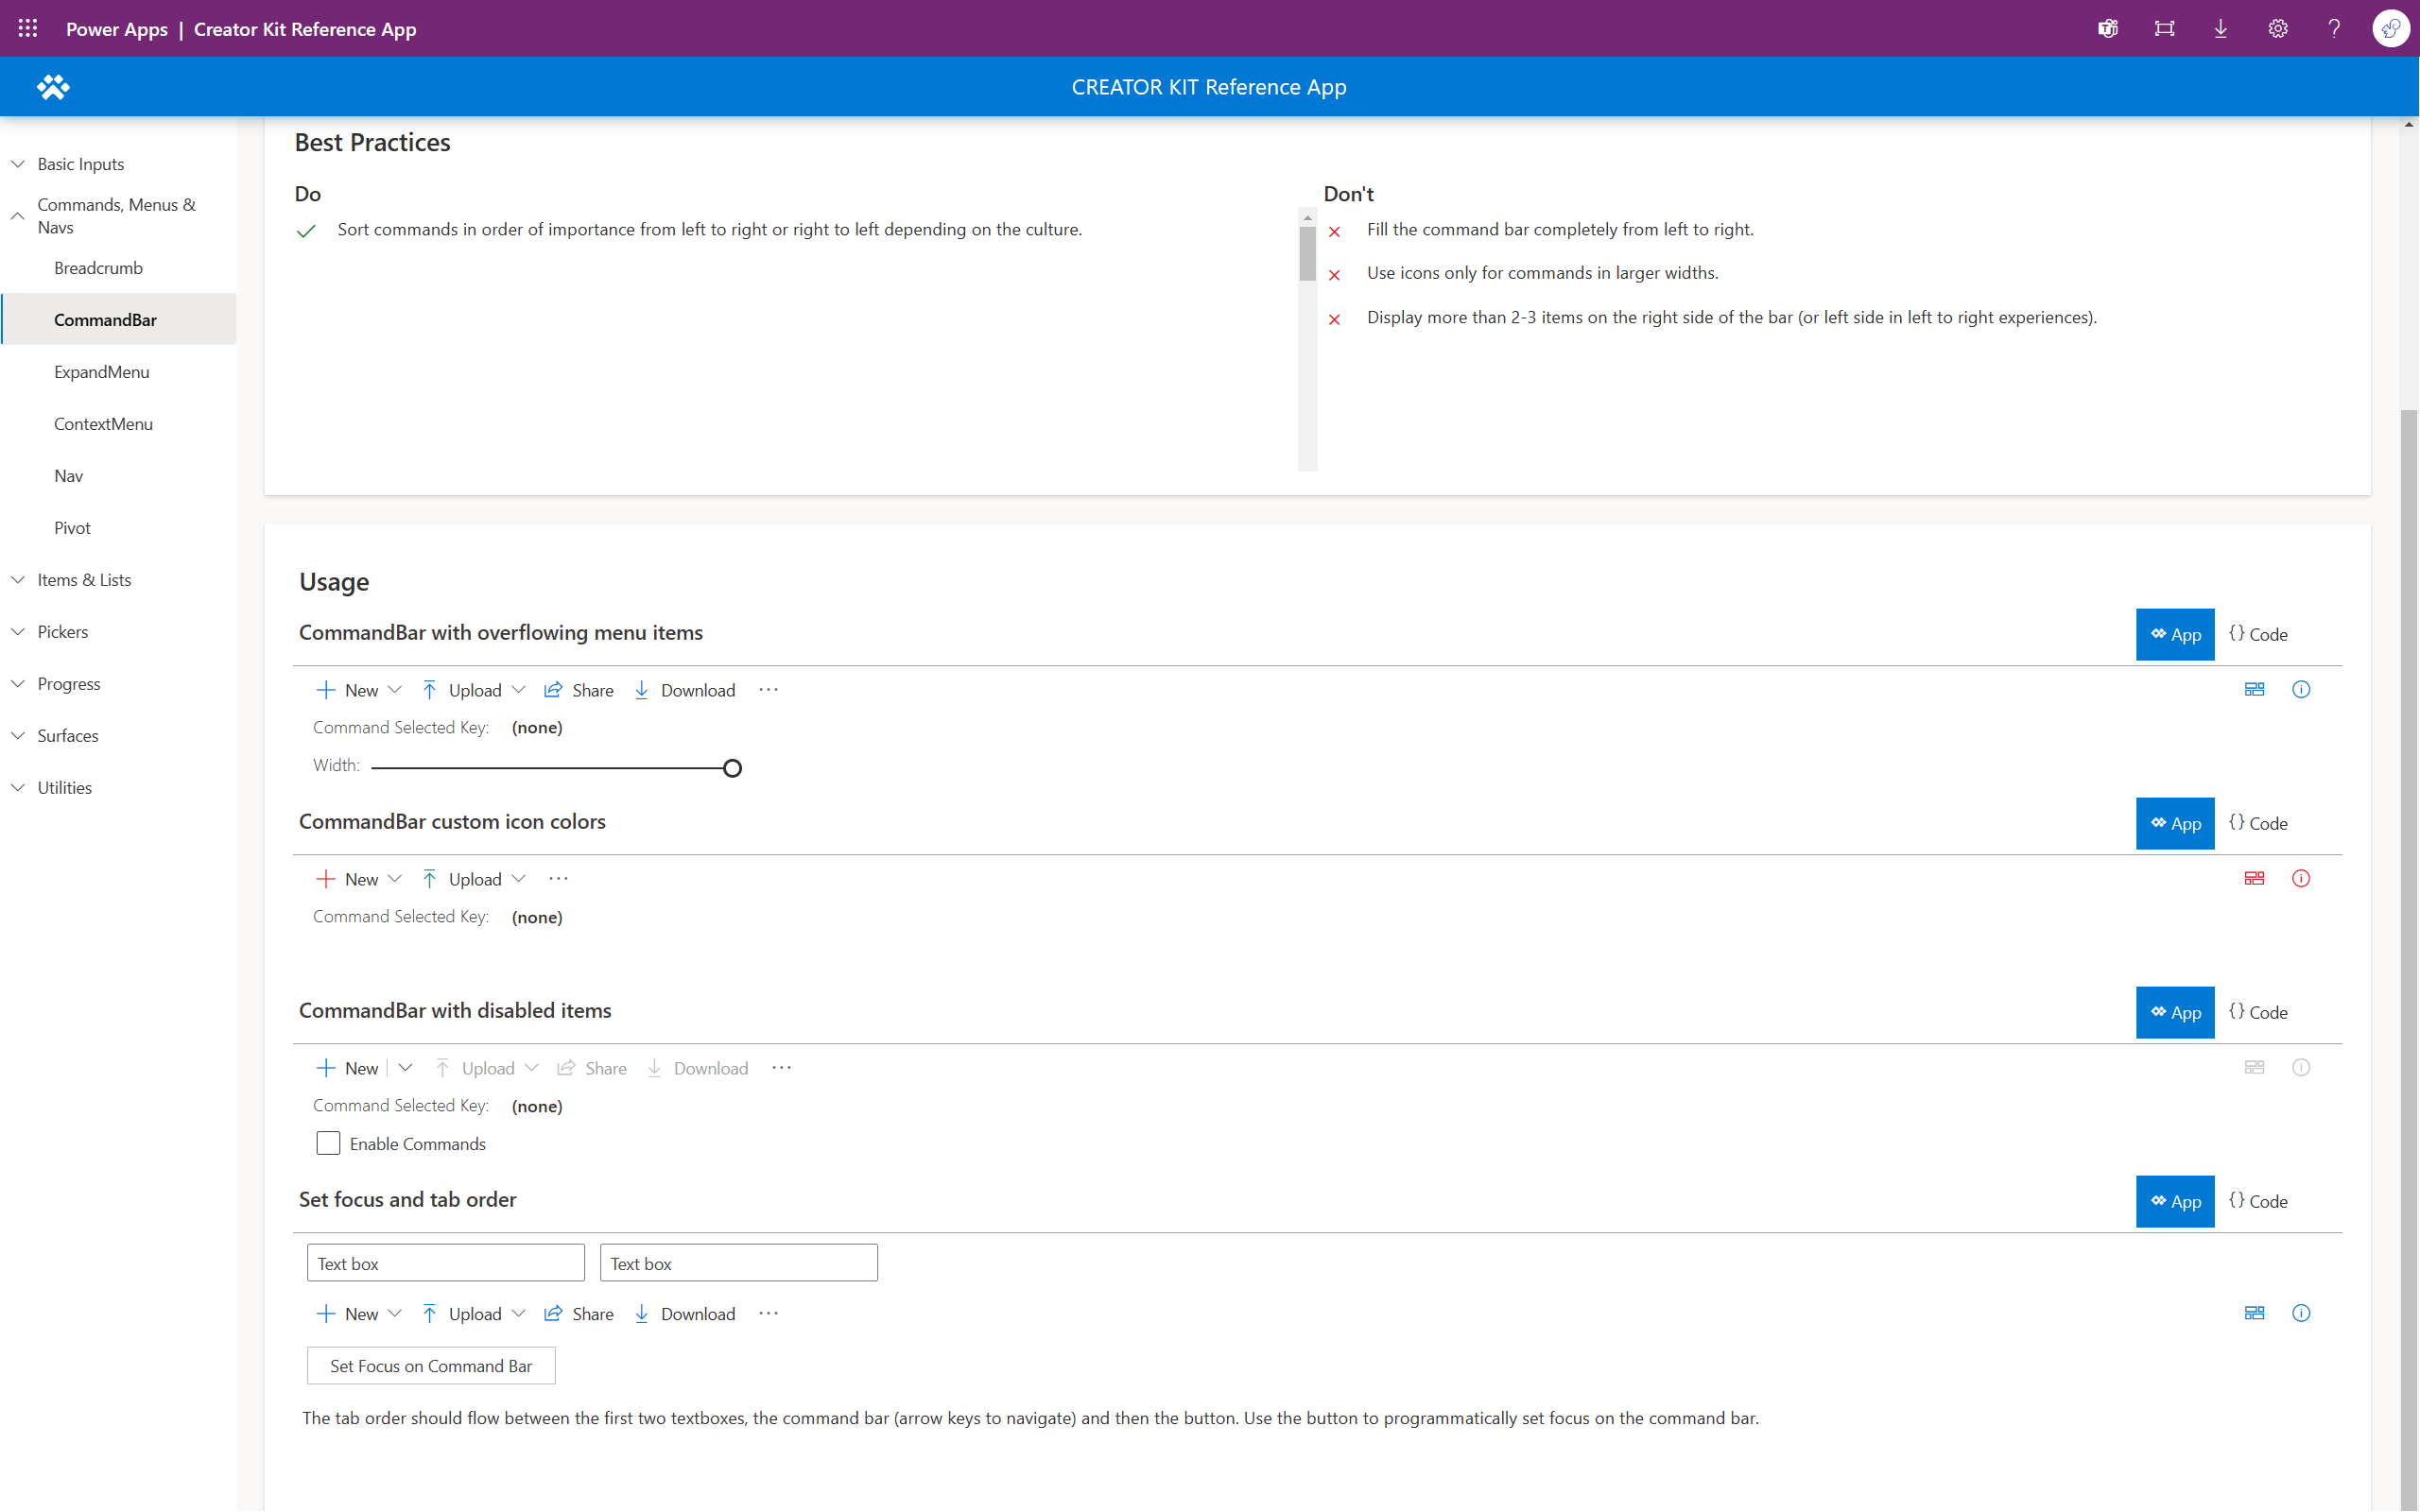 Power Apps | Creator Kit Reference App
CREATOR KIT Reference App
Basic Inputs
Commands, Menus &
Navs
Breadcrumb
CommandBar
ExpandMenu
ContextMenu
Nav
Pivot
Items & Lists
Pickers
Progress
Surfaces
Utilities
Best Practices
Do
Sort commands in order of importance from left to right or right to left depending on the culture.
Don't
Fill the command bar completely from left to right.
Use icons only for commands in larger widths.
Display more than 2-3 items on the right side of the bar (or left side in left to right experiences).
Usage
CommandBar with overflowing menu items
App {} Code
New Upload Share Download ...
Command Selected Key: (none)
Width:
CommandBar custom icon colors
App {} Code
New Upload ...
Command Selected Key: (none)
CommandBar with disabled items
App {} Code
New Upload Share Download ...
Command Selected Key: (none)
Enable Commands
Set focus and tab order
App {} Code
Text box Text box
New Upload Share Download ...
Set Focus on Command Bar
The tab order should flow between the first two textboxes, the command bar (arrow keys to navigate) and then the button. Use the button to programmatically set focus on the command bar.